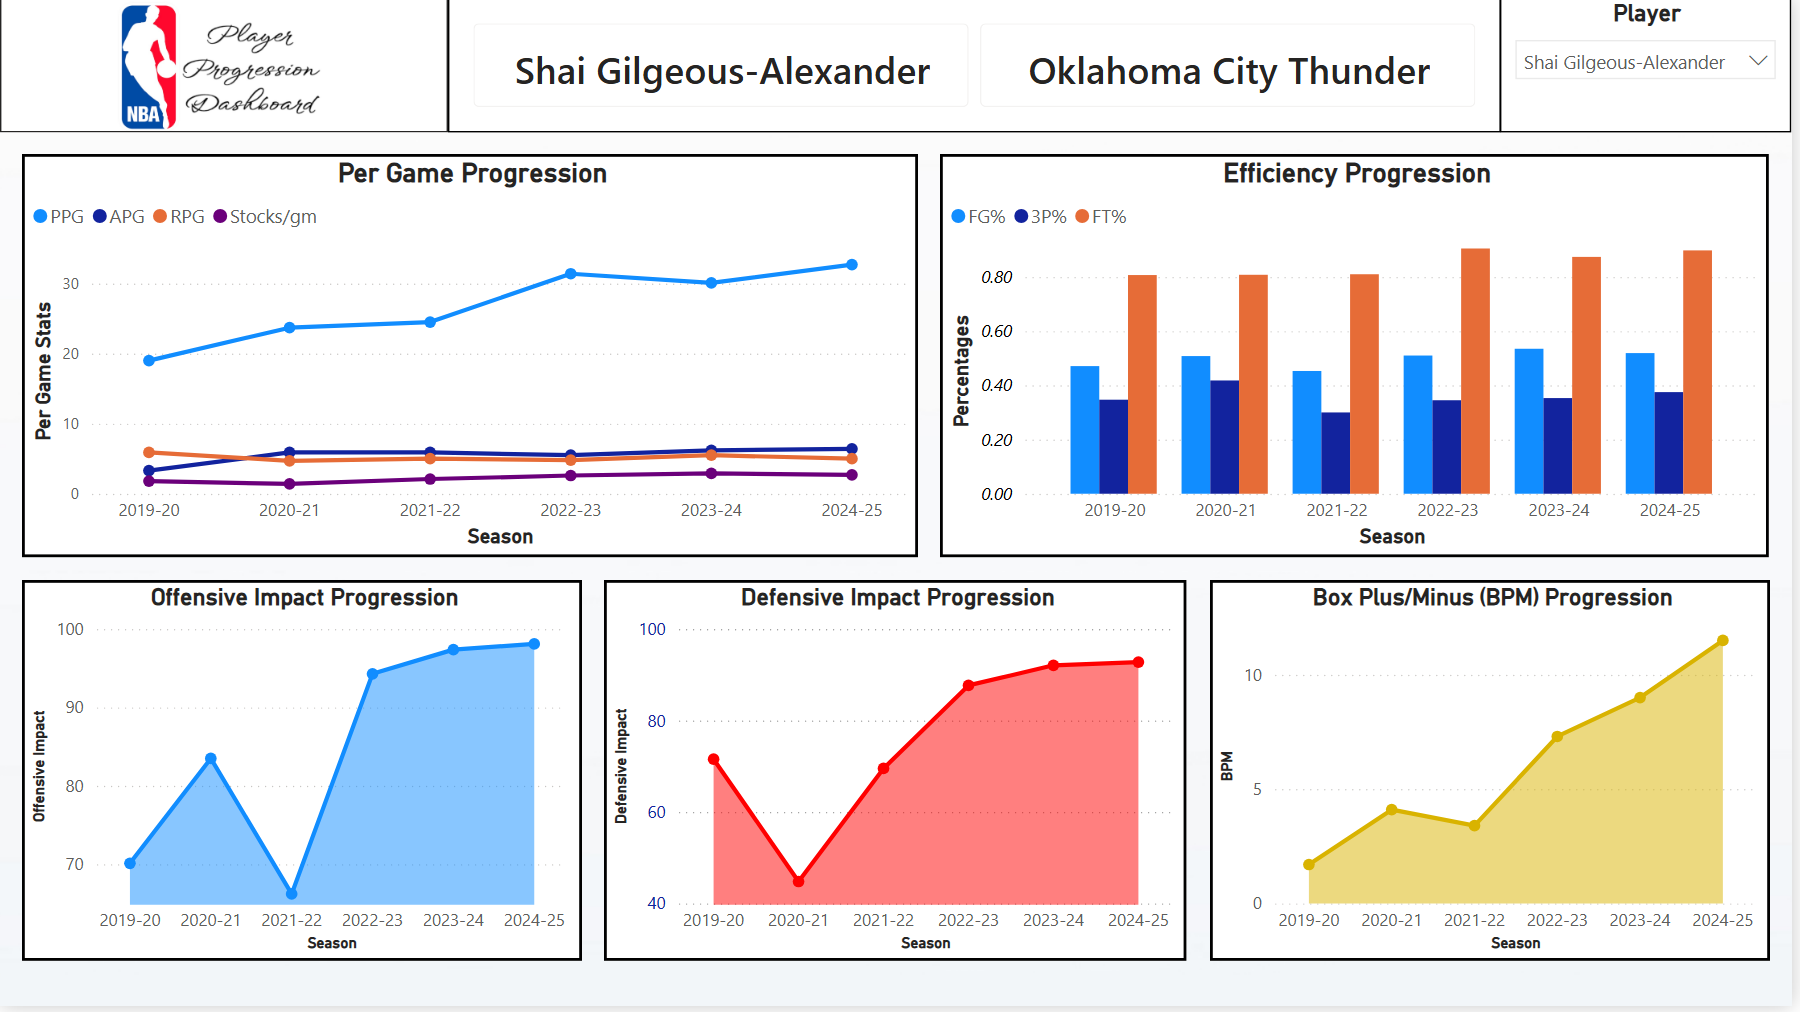 NBA
Player
Progression
Dashboard
Shai Gilgeous-Alexander
Oklahoma City Thunder
Player
Shai Gilgeous-Alexander
Per Game Progression
PPG APG RPG Stocks/gm
Per Game Stats
30
20
10
0
2019-20 2020-21 2021-22 2022-23 2023-24 2024-25
Season
Efficiency Progression
FG% 3P% FT%
Percentages
0.80
0.60
0.40
0.20
0.00
2019-20 2020-21 2021-22 2022-23 2023-24 2024-25
Season
Offensive Impact Progression
Offensive Impact
100
90
80
70
2019-20 2020-21 2021-22 2022-23 2023-24 2024-25
Season
Defensive Impact Progression
Defensive Impact
100
80
60
40
2019-20 2020-21 2021-22 2022-23 2023-24 2024-25
Season
Box Plus/Minus (BPM) Progression
BPM
10
5
0
2019-20 2020-21 2021-22 2022-23 2023-24 2024-25
Season